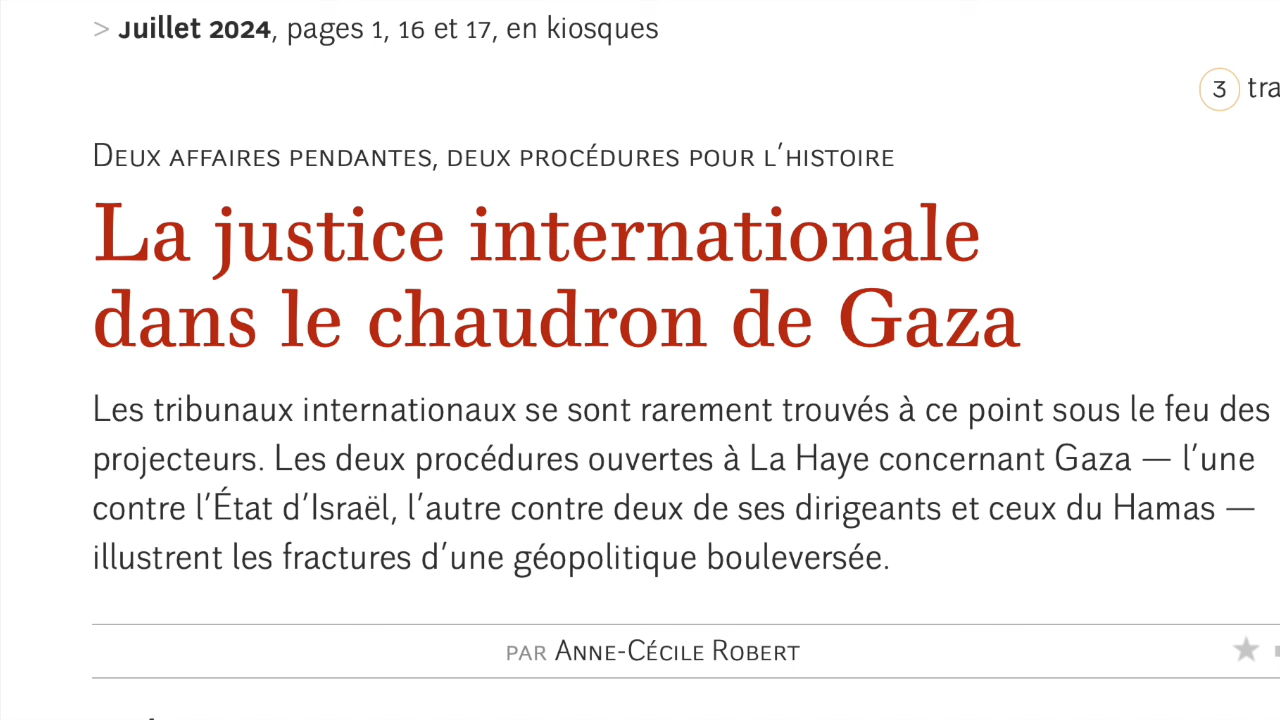 > Juillet 2024, pages 1, 16 et 17, en kiosques
3
Deux affaires pendantes, deux procédures pour l’histoire
La justice internationale
dans le chaudron de Gaza
Les tribunaux internationaux se sont rarement trouvés à ce point sous le feu des
projecteurs. Les deux procédures ouvertes à La Haye concernant Gaza — l’une
contre l’État d’Israël, l’autre contre deux de ses dirigeants et ceux du Hamas —
illustrent les fractures d’une géopolitique bouleversée.
par Anne-Cécile Robert